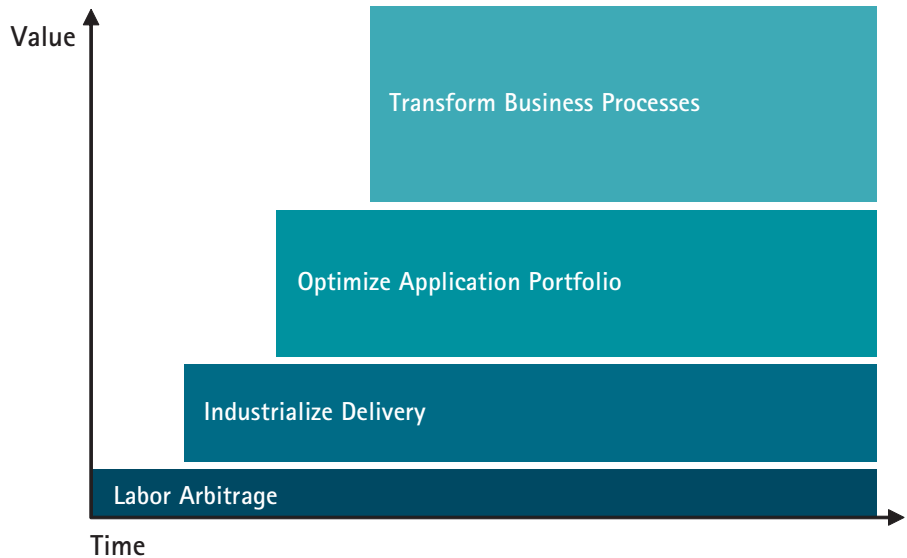 Value
Transform Business Processes
Optimize Application Portfolio
Industrialize Delivery
Labor Arbitrage
Time